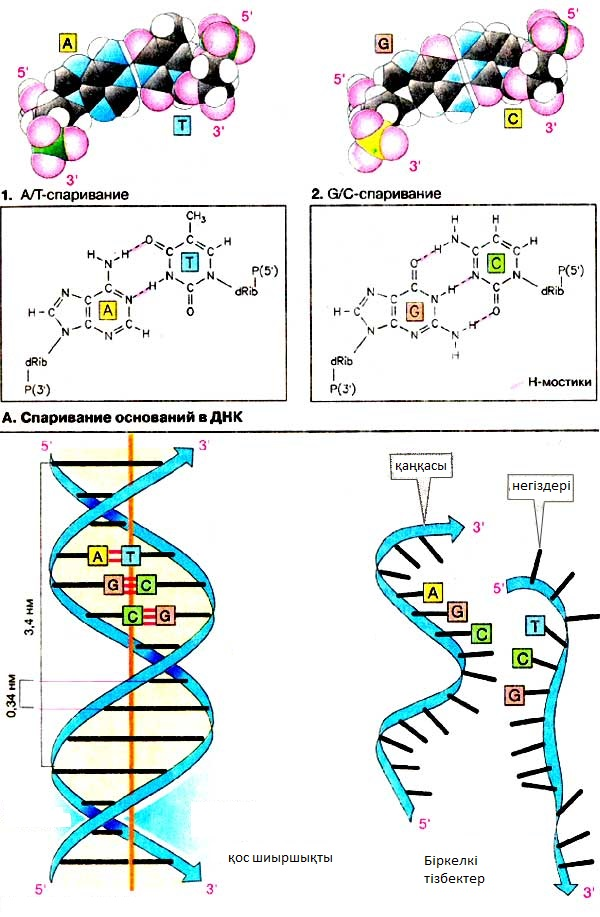 A
G
5'
5'
T
C
3'
3'
3'
3'
1. A/T-спаривание
2. G/C-спаривание
CH₃
H
H
H
H
O
H
N
H
N
H
H
O
T
C
N
N
H
N
N
P(5')
P(5')
N
N
O
H
N
dRib
dRib
H
A
O
H
G
O
N
N
H
N
N
N
H
H
dRib
dRib
P(3')
P(3')
H-мостики
А. Спаривание оснований в ДНК
5'
3'
қаңқасы
негіздері
3'
5'
A
T
G
C
C
G
A
G
C
T
C
G
3,4 нм
0,34 нм
5'
қос шиыршықты
Біркелкі
тізбектер
5'
3'
3'